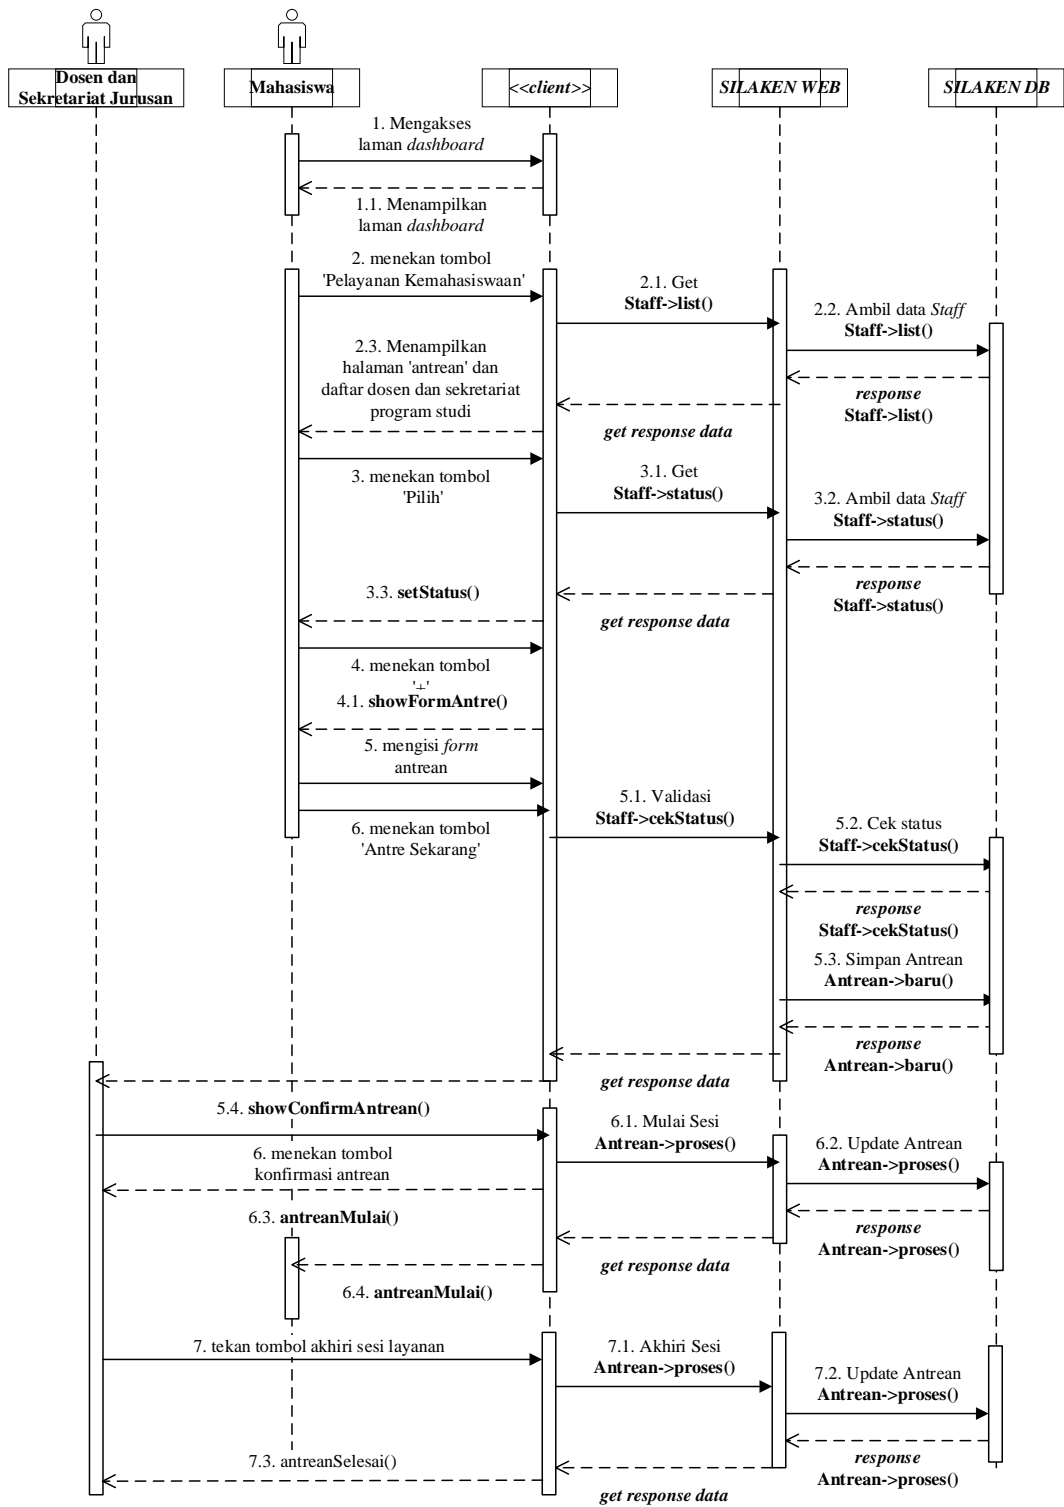 Dosen dan
Sekretariat Jurusan
Mahasiswa
<<client>>
SILAKEN WEB
SILAKEN DB
1. Mengakses
laman dashboard
1.1. Menampilkan
laman dashboard
2. menekan tombol
'Pelayanan Kemahasiswaan'
2.1. Get
Staff->list()
2.2. Ambil data Staff
Staff->list()
2.3. Menampilkan
halaman 'antrean' dan
daftar dosen dan sekretariat
program studi
response
Staff->list()
get response data
3. menekan tombol
'Pilih'
3.1. Get
Staff->status()
3.2. Ambil data Staff
Staff->status()
3.3. setStatus()
response
Staff->status()
get response data
4. menekan tombol
'+'
4.1. showFormAntre()
5. mengisi form
antrean
6. menekan tombol
'Antre Sekarang'
5.1. Validasi
Staff->cekStatus()
5.2. Cek status
Staff->cekStatus()
response
Staff->cekStatus()
5.3. Simpan Antrean
Antrean->baru()
response
Antrean->baru()
get response data
5.4. showConfirmAntrean()
6. menekan tombol
konfirmasi antrean
6.1. Mulai Sesi
Antrean->proses()
6.2. Update Antrean
Antrean->proses()
6.3. antreanMulai()
response
Antrean->proses()
get response data
6.4. antreanMulai()
7. tekan tombol akhiri sesi layanan
7.1. Akhiri Sesi
Antrean->proses()
7.2. Update Antrean
Antrean->proses()
7.3. antreanSelesai()
response
Antrean->proses()
get response data